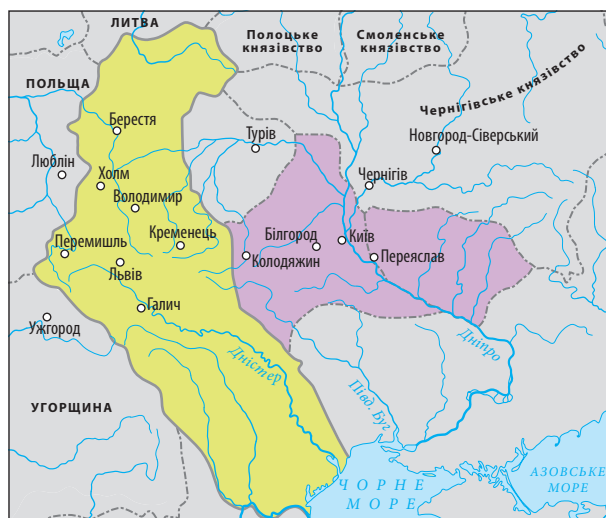 ЛИТВА
Полоцьке
князівство
Смоленське
князівство
ПОЛЬЩА
Чернігівське князівство
Берестя
Турів
Новгород-Сіверський
Люблін
Холм
Чернігів
Володимир
Перемишль
Кременець
Білгород
Київ
Колодяжин
Переяслав
Львів
Галич
Ужгород
Дністер
Дніпро
Півд. Буг
УГОРЩИНА
ЧОРНЕ
МОРЕ
АЗОВСЬКЕ
МОРЕ